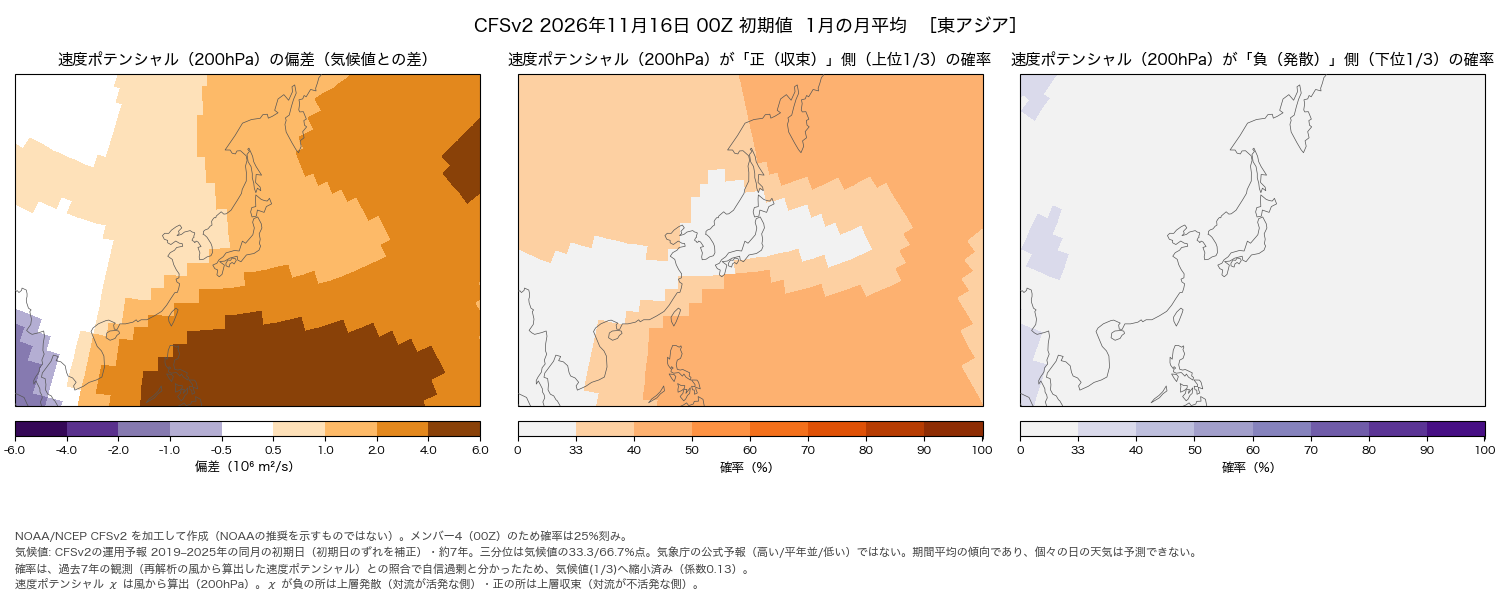 CFSv2 2026年11月16日 00Z 初期値  1月の月平均  ［東アジア］
速度ポテンシャル（200hPa）の偏差（気候値との差）
速度ポテンシャル（200hPa）が「正（収束）」側（上位1/3）の確率
速度ポテンシャル（200hPa）が「負（発散）」側（下位1/3）の確率
-6.0 -4.0 -2.0 -1.0 -0.5 0.5 1.0 2.0 4.0 6.0
偏差（10⁶ m²/s）
0 33 40 50 60 70 80 90 100
確率（%）
0 33 40 50 60 70 80 90 100
確率（%）
NOAA/NCEP CFSv2 を加工して作成（NOAAの推奨を示すものではない）。メンバー4（00Z）のため確率は25%刻み。
気候値: CFSv2の運用予報 2019–2025年の同月の初期日（初期日のずれを補正）・約7年。三分位は気候値の33.3/66.7%点。気象庁の公式予報（高い/平年並/低い）ではない。期間平均の傾向であり、個々の日の天気は予測できない。
確率は、過去7年の観測（再解析の風から算出した速度ポテンシャル）との照合で自信過剰と分かったため、気候値(1/3)へ縮小済み（係数0.13）。
速度ポテンシャル χ は風から算出（200hPa）。χ が負の所は上層発散（対流が活発な側）・正の所は上層収束（対流が不活発な側）。